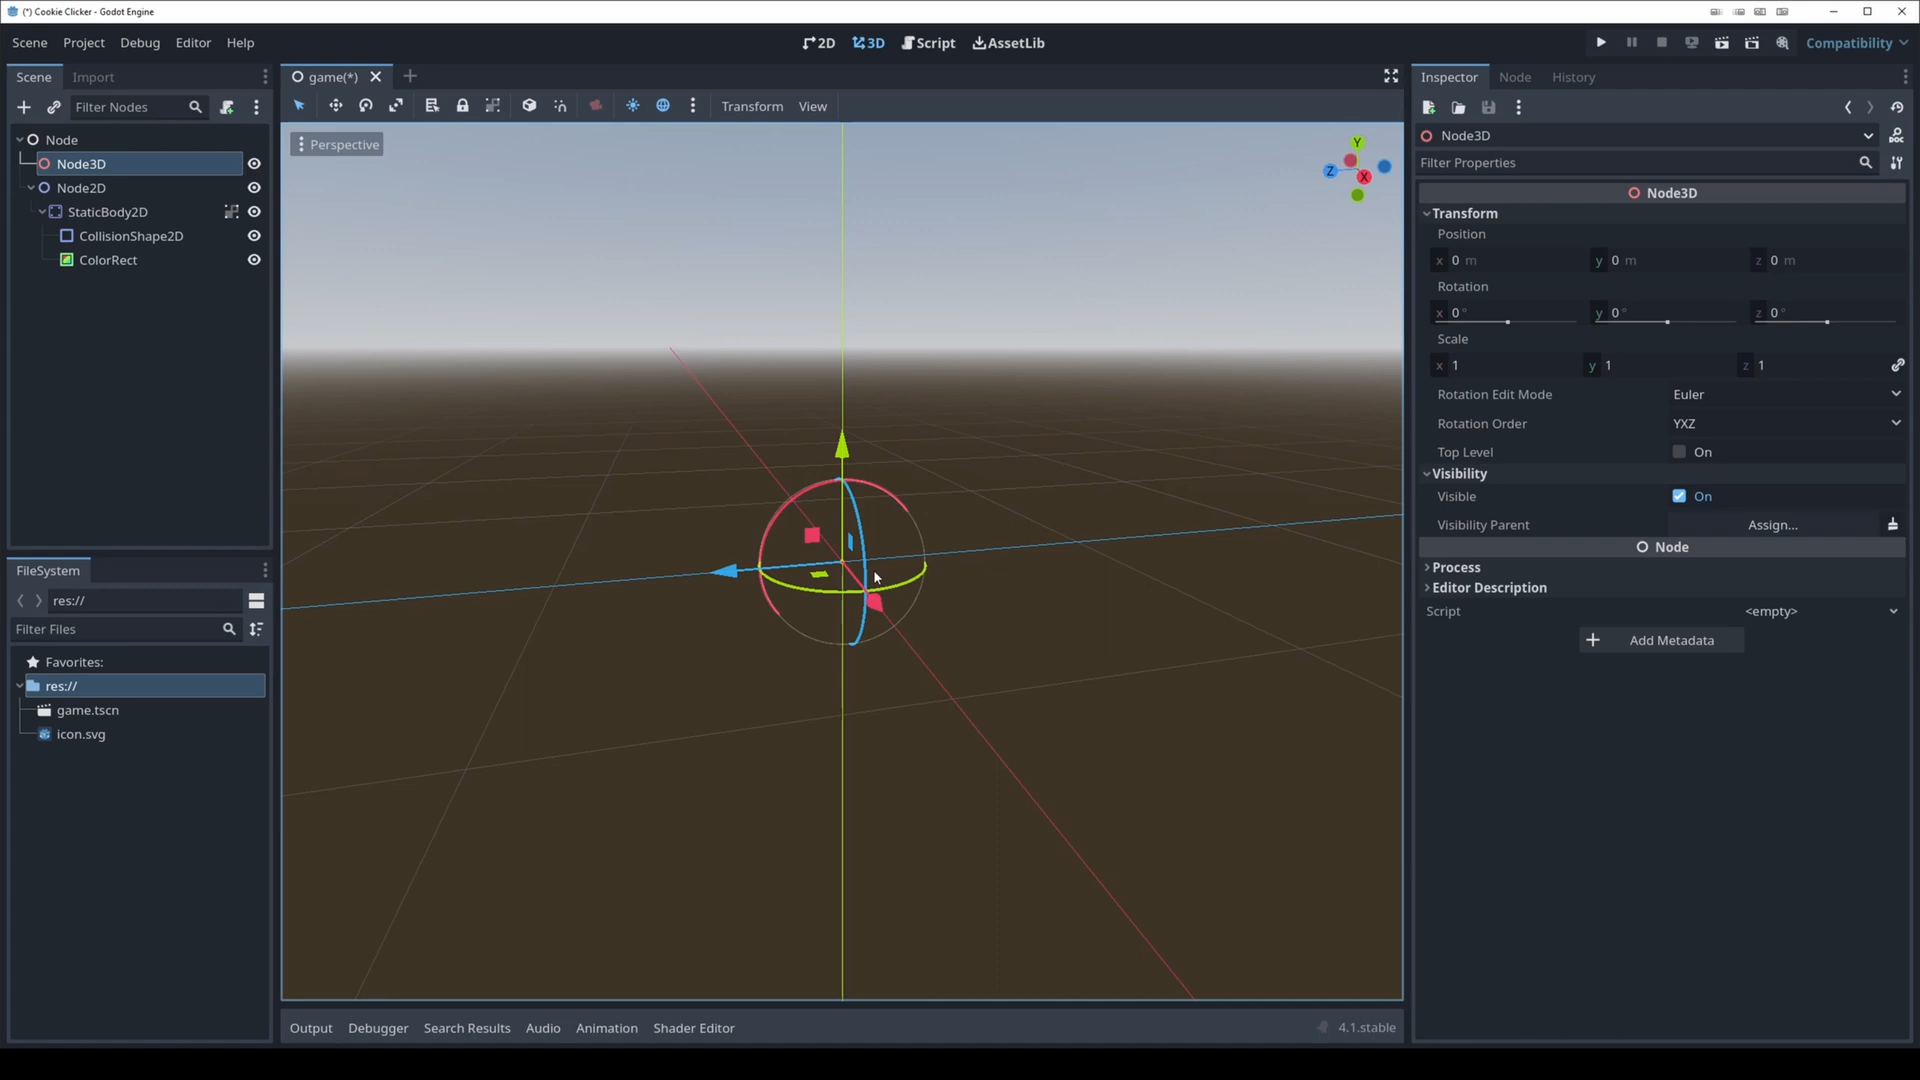 (*) Cookie Clicker - Godot Engine
Scene Project Debug Editor Help
2D 3D Script AssetLib
Compatibility
Scene Import
game(*)
Inspector Node History
Filter Nodes
Transform View
Node
Node3D
Node2D
StaticBody2D
CollisionShape2D
ColorRect
Perspective
Y
Z
X
Node3D
Filter Properties
Node3D
Transform
Position
x 0 m y 0 m z 0 m
Rotation
x 0 ° y 0 ° z 0 °
Scale
x 1 y 1 z 1
Rotation Edit Mode Euler
Rotation Order YXZ
Top Level On
Visibility
Visible On
Visibility Parent Assign...
Node
Process
Editor Description
Script <empty>
Add Metadata
FileSystem
res://
Filter Files
Favorites:
res://
game.tscn
icon.svg
Output Debugger Search Results Audio Animation Shader Editor
4.1.stable